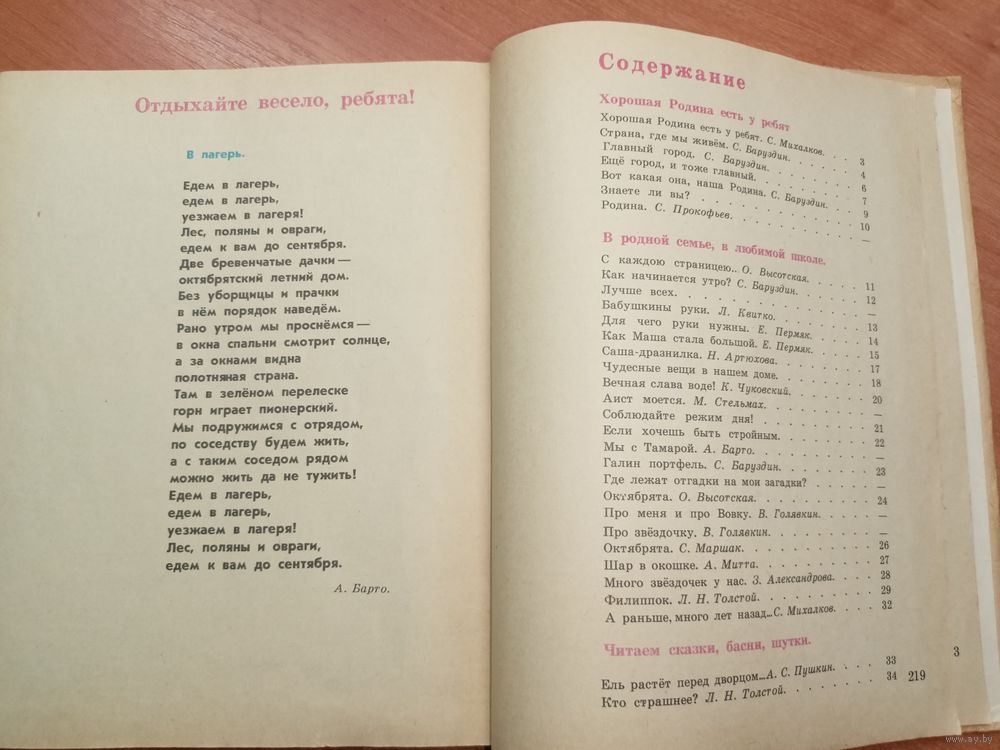 Отдыхайте весело, ребята!
В лагерь.
Едем в лагерь,
едем в лагерь,
уезжаем в лагеря!
Лес, поляны и овраги,
едем к вам до сентября.
Две бревенчатые дачки —
октябрятский летний дом.
Без уборщицы и прачки
в нём порядок наведём.
Рано утром мы проснёмся —
в окна спальни смотрит солнце,
а за окнами видна
полотняная страна.
Там в зелёном перелеске
горн играет пионерский.
Мы подружимся с отрядом,
по соседству будем жить,
а с таким соседом рядом
можно жить да не тужить!
Едем в лагерь,
едем в лагерь,
уезжаем в лагеря!
Лес, поляны и овраги,
едем к вам до сентября.
А. Барто.
Содержание
Хорошая Родина есть у ребят
Хорошая Родина есть у ребят. С. Михалков. . . 3
Страна, где мы живём. С. Баруздин. . . . . . 4
Главный город. С. Баруздин. . . . . . . . 6
Ещё город, и тоже главный. . . . . . . . . 7
Вот какая она, наша Родина. С. Баруздин. . . 9
Знаете ли вы? . . . . . . . . . . . . 10
Родина. С. Прокофьев. . . . . . . . . . —
В родной семье, в любимой школе.
С каждою страницею... О. Высотская. . . . . 11
Как начинается утро? С. Баруздин. . . . . . 12
Лучше всех. . . . . . . . . . . . . —
Бабушкины руки. Л. Квитко. . . . . . . . 13
Для чего руки нужны. Е. Пермяк. . . . . . 14
Как Маша стала большой. Е. Пермяк. . . . . 15
Саша-дразнилка. Н. Артюхова. . . . . . . 17
Чудесные вещи в нашем доме. . . . . . . . 18
Вечная слава воде! К. Чуковский. . . . . . 20
Аист моется. М. Стельмах. . . . . . . . —
Соблюдайте режим дня! . . . . . . . . . 21
Если хочешь быть стройным. . . . . . . . 22
Мы с Тамарой. А. Барто. . . . . . . . . —
Галин портфель. С. Баруздин. . . . . . . 23
Где лежат отгадки на мои загадки? . . . . . —
Октябрята. О. Высотская. . . . . . . . . 24
Про меня и про Вовку. В. Голявкин. . . . . —
Про звёздочку. В. Голявкин. . . . . . . . —
Октябрята. С. Маршак. . . . . . . . . . 26
Шар в окошке. А. Митта. . . . . . . . . 27
Много звёздочек у нас. З. Александрова. . . . 28
Филиппок. Л. Н. Толстой. . . . . . . . . 29
А раньше, много лет назад... С. Михалков. . . . 32
Читаем сказки, басни, шутки.
Ель растёт перед дворцом... А. С. Пушкин. . . . 33
Кто страшнее? Л. Н. Толстой. . . . . . . 34
219
3
www.ay.by